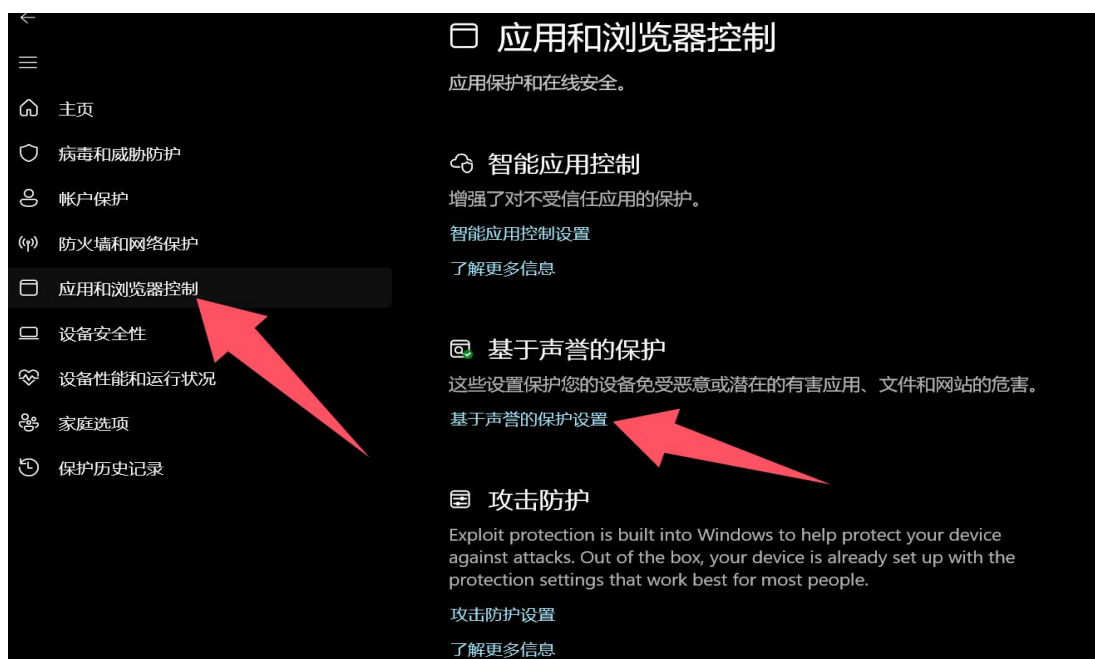 主页
病毒和威胁防护
帐户保护
防火墙和网络保护
应用和浏览器控制
设备安全性
设备性能和运行状况
家庭选项
保护历史记录
应用和浏览器控制
应用保护和在线安全。
智能应用控制
增强了对不受信任应用的保护。
智能应用控制设置
了解更多信息
基于声誉的保护
这些设置保护您的设备免受恶意或潜在的有害应用、文件和网站的危害。
基于声誉的保护设置
攻击防护
Exploit protection is built into Windows to help protect your device
against attacks. Out of the box, your device is already set up with the
protection settings that work best for most people.
攻击防护设置
了解更多信息